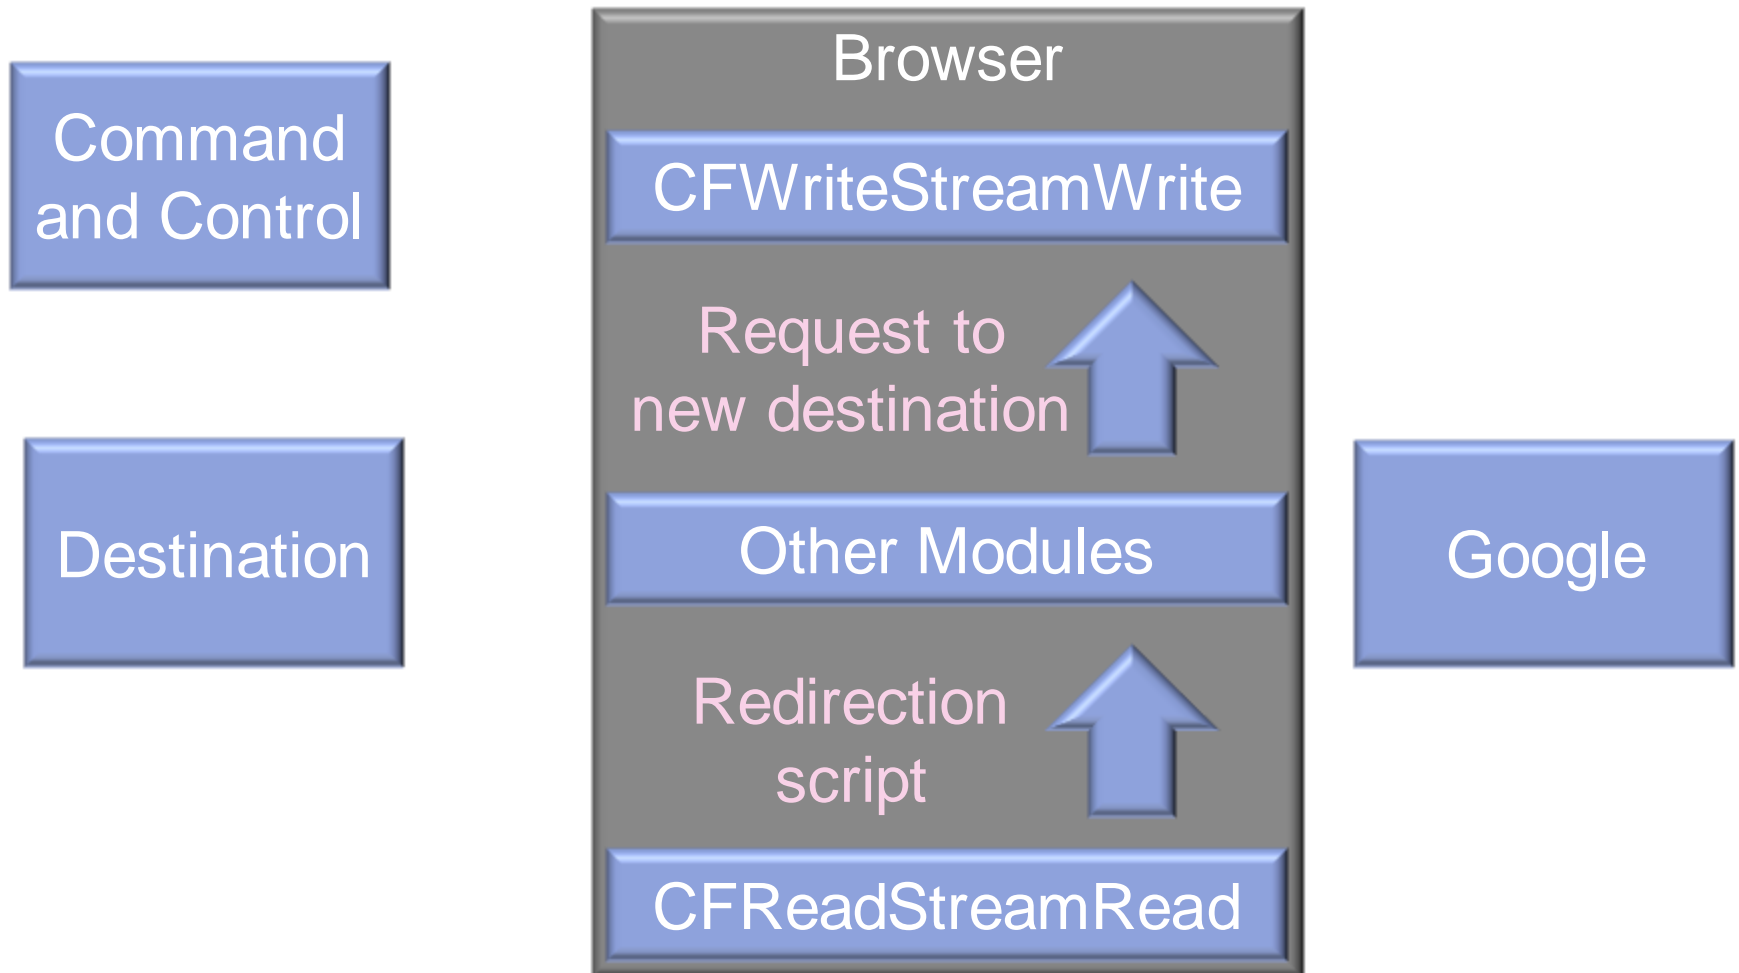 Command
and Control
Destination
Browser
CFWriteStreamWrite
Request to
new destination
Other Modules
Redirection
script
CFReadStreamRead
Google